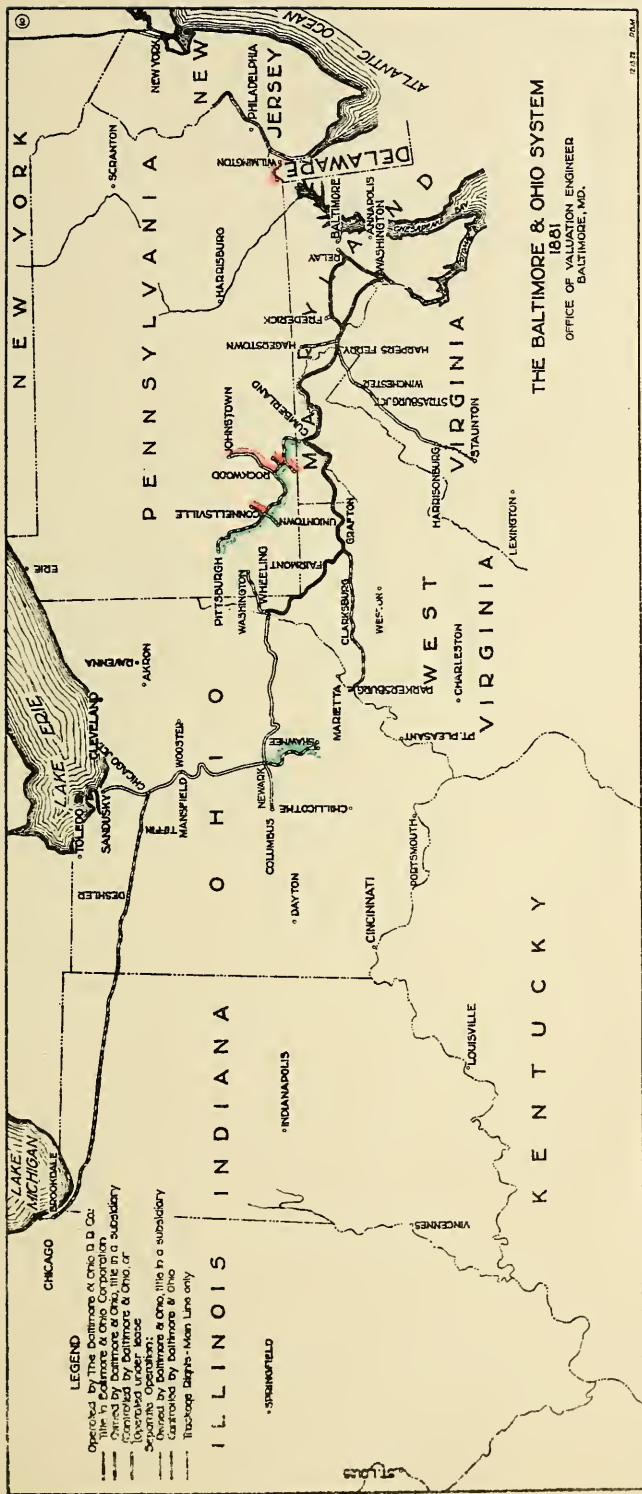 ③
NEW YORK
PENNSYLVANIA
NEW JERSEY
DELAWARE
ATLANTIC OCEAN
NEW YORK
PHILADELPHIA
WILMINGTON
SCRANTON
HARRISBURG
BALTIMORE
ANNAPOLIS
WASHINGTON
RELAY
MARYLAND
FREDERICK
HAGERSTOWN
HARPERS FERRY
WINCHESTER
STRASBURG JCT.
STAUNTON
HARRISONBURG
LEXINGTON
VIRGINIA
CUMBERLAND
JOHNSTOWN
ROCKWOOD
CONNELLSVILLE
UNIONTOWN
PITTSBURGH
WASHINGTON
WHEELING
FAIRMONT
GRAFTON
CLARKSBURG
WESTON
PARKERSBURG
MARIETTA
CHARLESTON
PT. PLEASANT
WEST VIRGINIA
ERIE
LAKE ERIE
CLEVELAND
RAVENNA
AKRON
CHICAGO JCT.
WOOSTER
MANSFIELD
TIFFIN
SANDUSKY
TOLEDO
DESHLER
OHIO
SHAWNEE
NEWARK
COLUMBUS
CHILLICOTHE
DAYTON
CINCINNATI
PORTSMOUTH
KENTUCKY
LOUISVILLE
INDIANA
INDIANAPOLIS
VINCENNES
LAKE MICHIGAN
BROOKDALE
CHICAGO
ILLINOIS
SPRINGFIELD
ST. LOUIS
LEGEND
Operated by The Baltimore & Ohio R.R. Co:
Title in Baltimore & Ohio Corporation
Owned by Baltimore & Ohio, title in a subsidiary
Controlled by Baltimore & Ohio, or
Operated under lease
Separate Operation:
Owned by Baltimore & Ohio, title in a subsidiary
Controlled by Baltimore & Ohio
Trackage Rights - Main Line only
THE BALTIMORE & OHIO SYSTEM
1881
OFFICE OF VALUATION ENGINEER
BALTIMORE, MD.